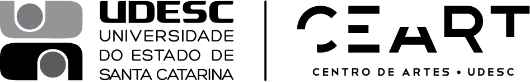 UDESC
UNIVERSIDADE
DO ESTADO DE
SANTA CATARINA
CEART
CENTRO DE ARTES • UDESC